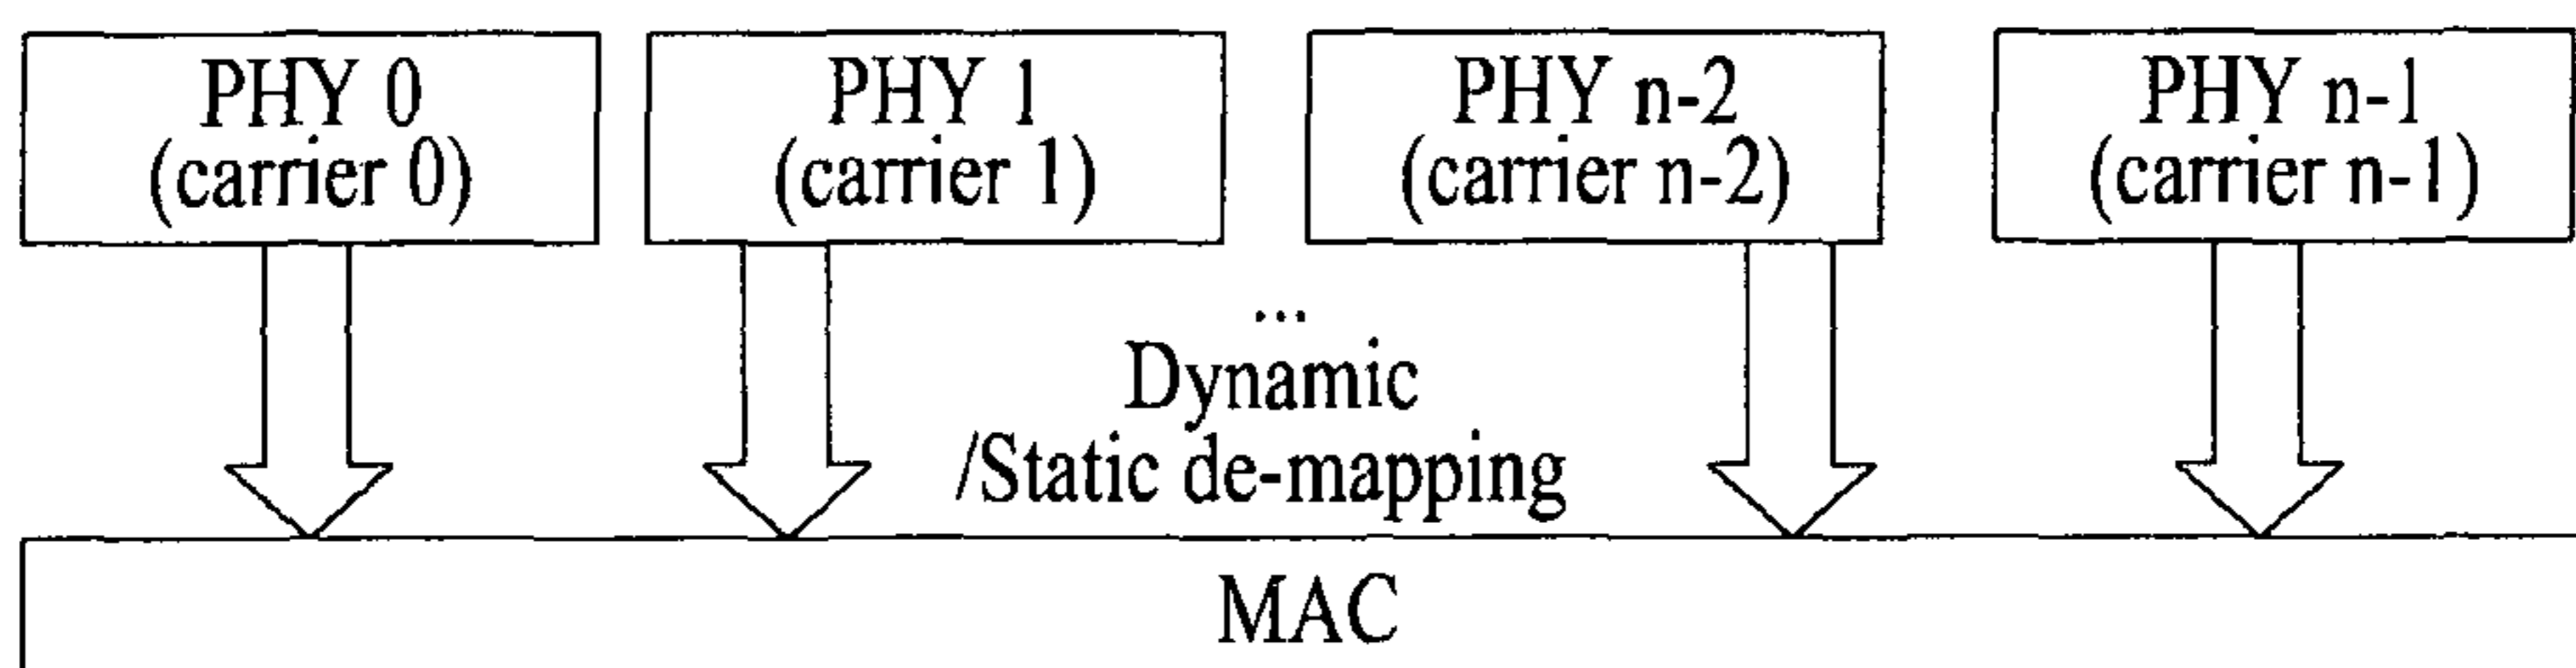 PHY 0
(carrier 0)
PHY 1
(carrier 1)
PHY n-2
(carrier n-2)
PHY n-1
(carrier n-1)
...
Dynamic
/Static de-mapping
MAC